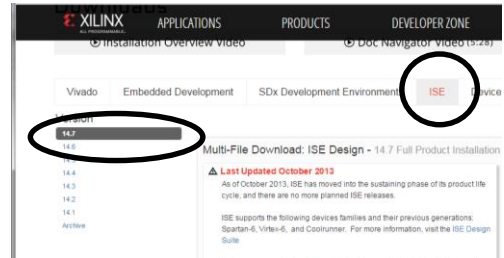 Downloads
XILINX APPLICATIONS PRODUCTS DEVELOPER ZONE
ALL PROGRAMMABLE.
Installation Overview Video Doc Navigator Video (5:28)
Vivado Embedded Development SDx Development Environment ISE Device
Version
14.7
14.6
14.4
14.3
14.2
14.1
Archive
Multi-File Download: ISE Design - 14.7 Full Product Installation
Last Updated October 2013
As of October 2013, ISE has moved into the sustaining phase of its product life
cycle, and there are no more planned ISE releases.
ISE supports the following devices families and their previous generations:
Spartan-6, Virtex-6, and Coolrunner. For more information, visit the ISE Design
Suite